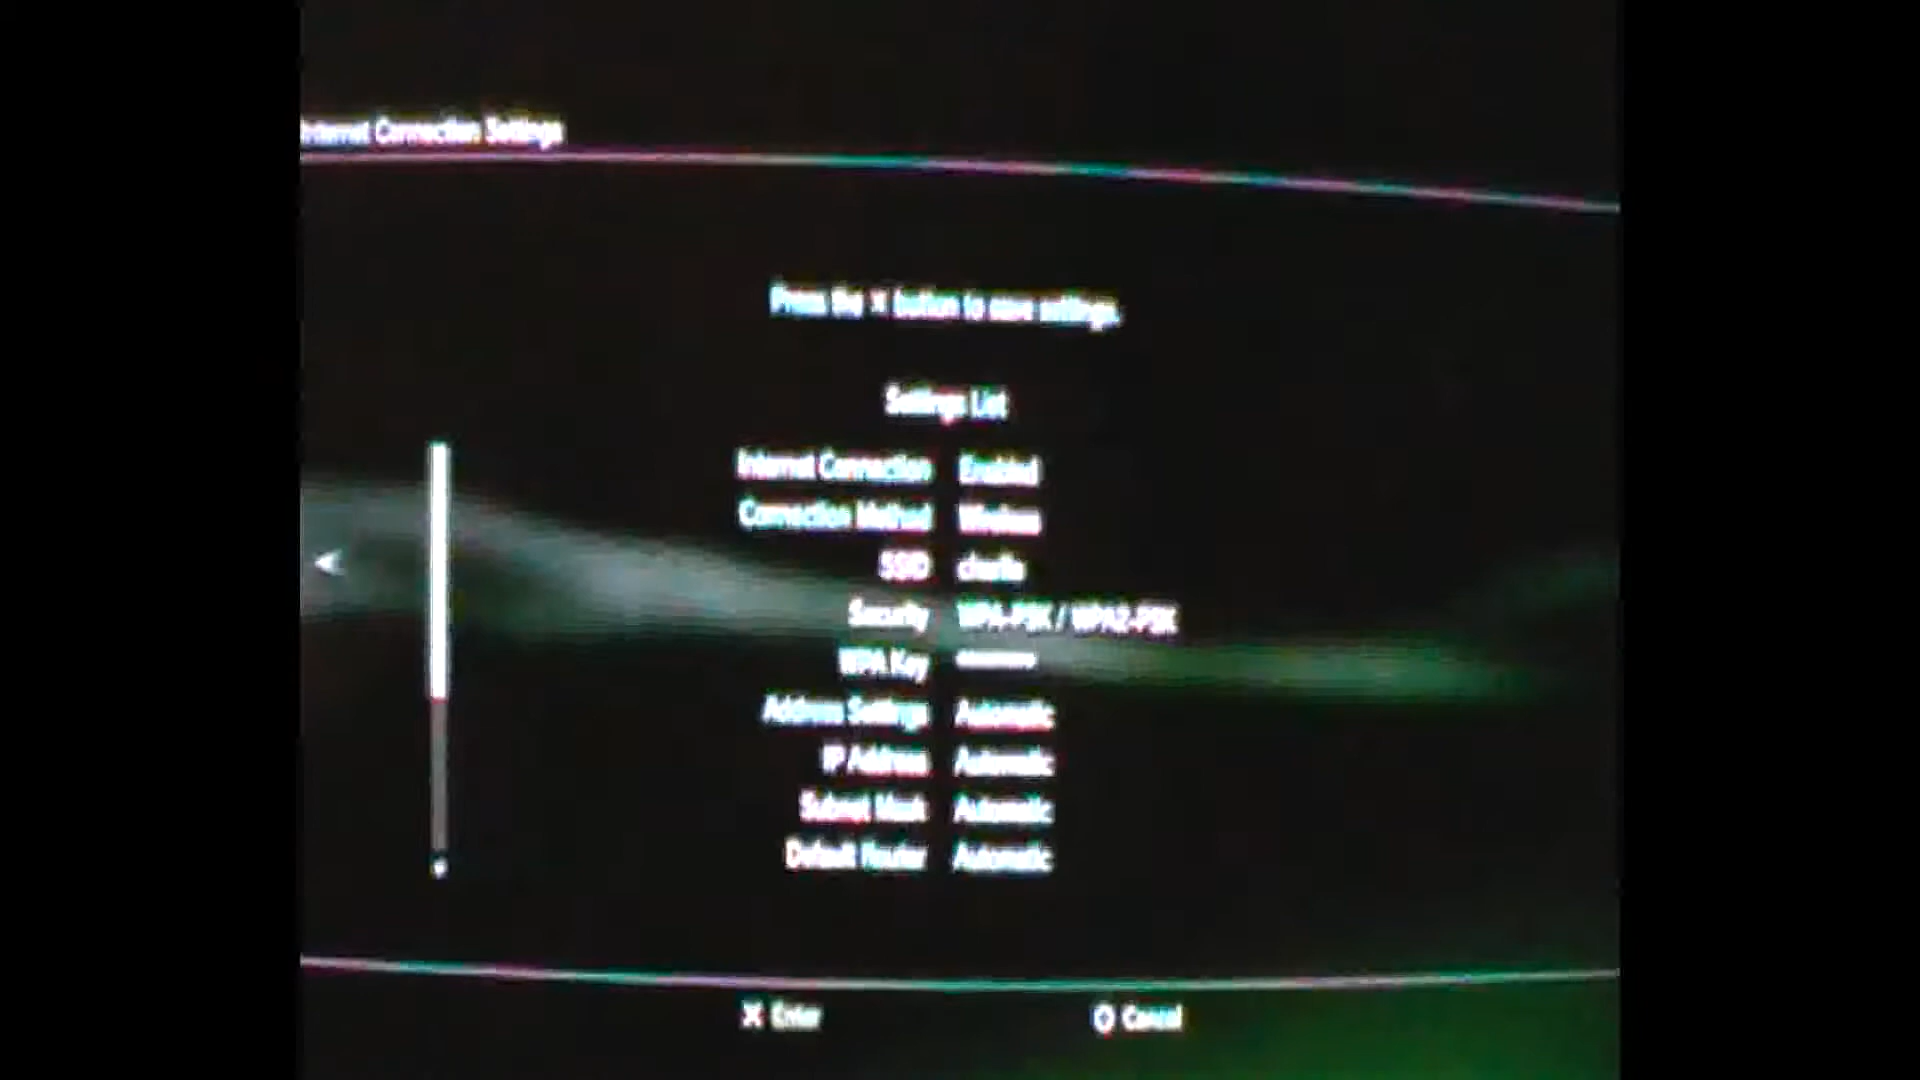 Internet Connection Settings
Press the X button to save settings.
Settings List
Internet Connection Enabled
Connection Method Wireless
SSID charlie
Security WPA-PSK / WPA2-PSK
WPA Key ********
Address Settings Automatic
IP Address Automatic
Subnet Mask Automatic
Default Router Automatic
X Enter O Cancel